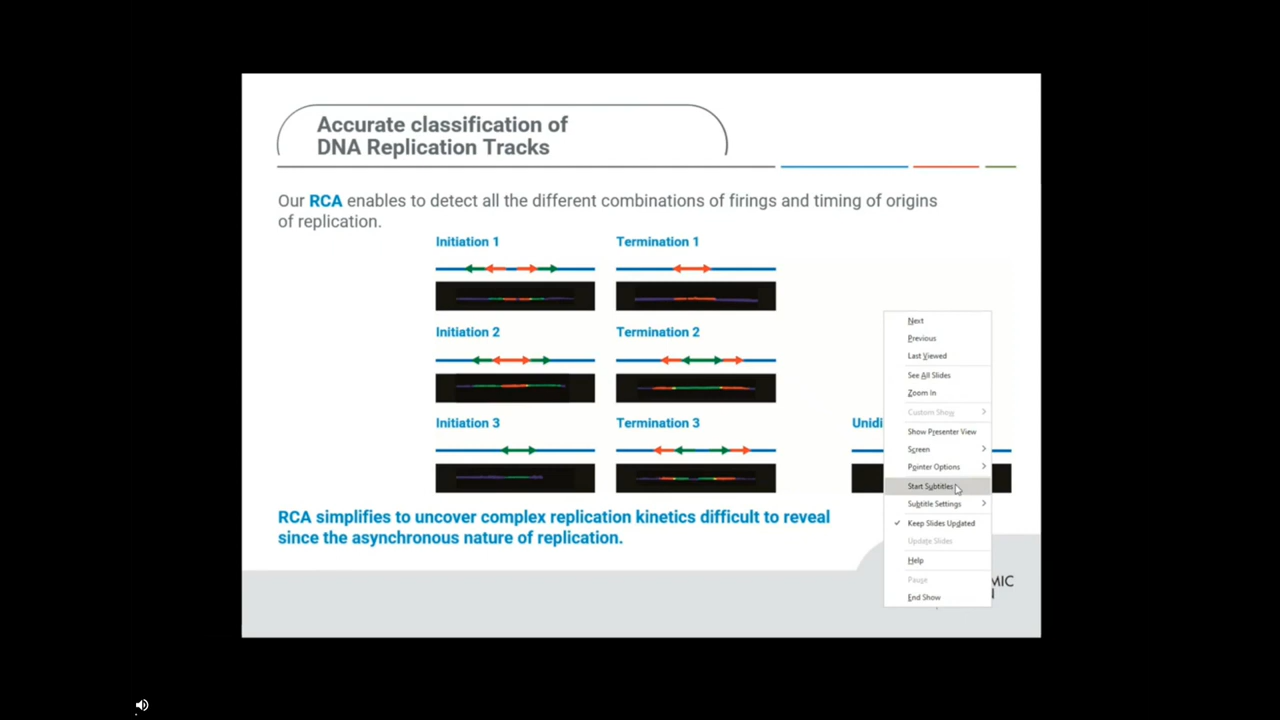 Accurate classification of
DNA Replication Tracks
Our RCA enables to detect all the different combinations of firings and timing of origins
of replication.
Initiation 1
Termination 1
Initiation 2
Termination 2
Initiation 3
Termination 3
Unidi
RCA simplifies to uncover complex replication kinetics difficult to reveal
since the asynchronous nature of replication.
Next
Previous
Last Viewed
See All Slides
Zoom In
Custom Show
Show Presenter View
Screen
Pointer Options
Start Subtitles
Subtitle Settings
Keep Slides Updated
Update Slides
Help
Pause
End Show
MIC